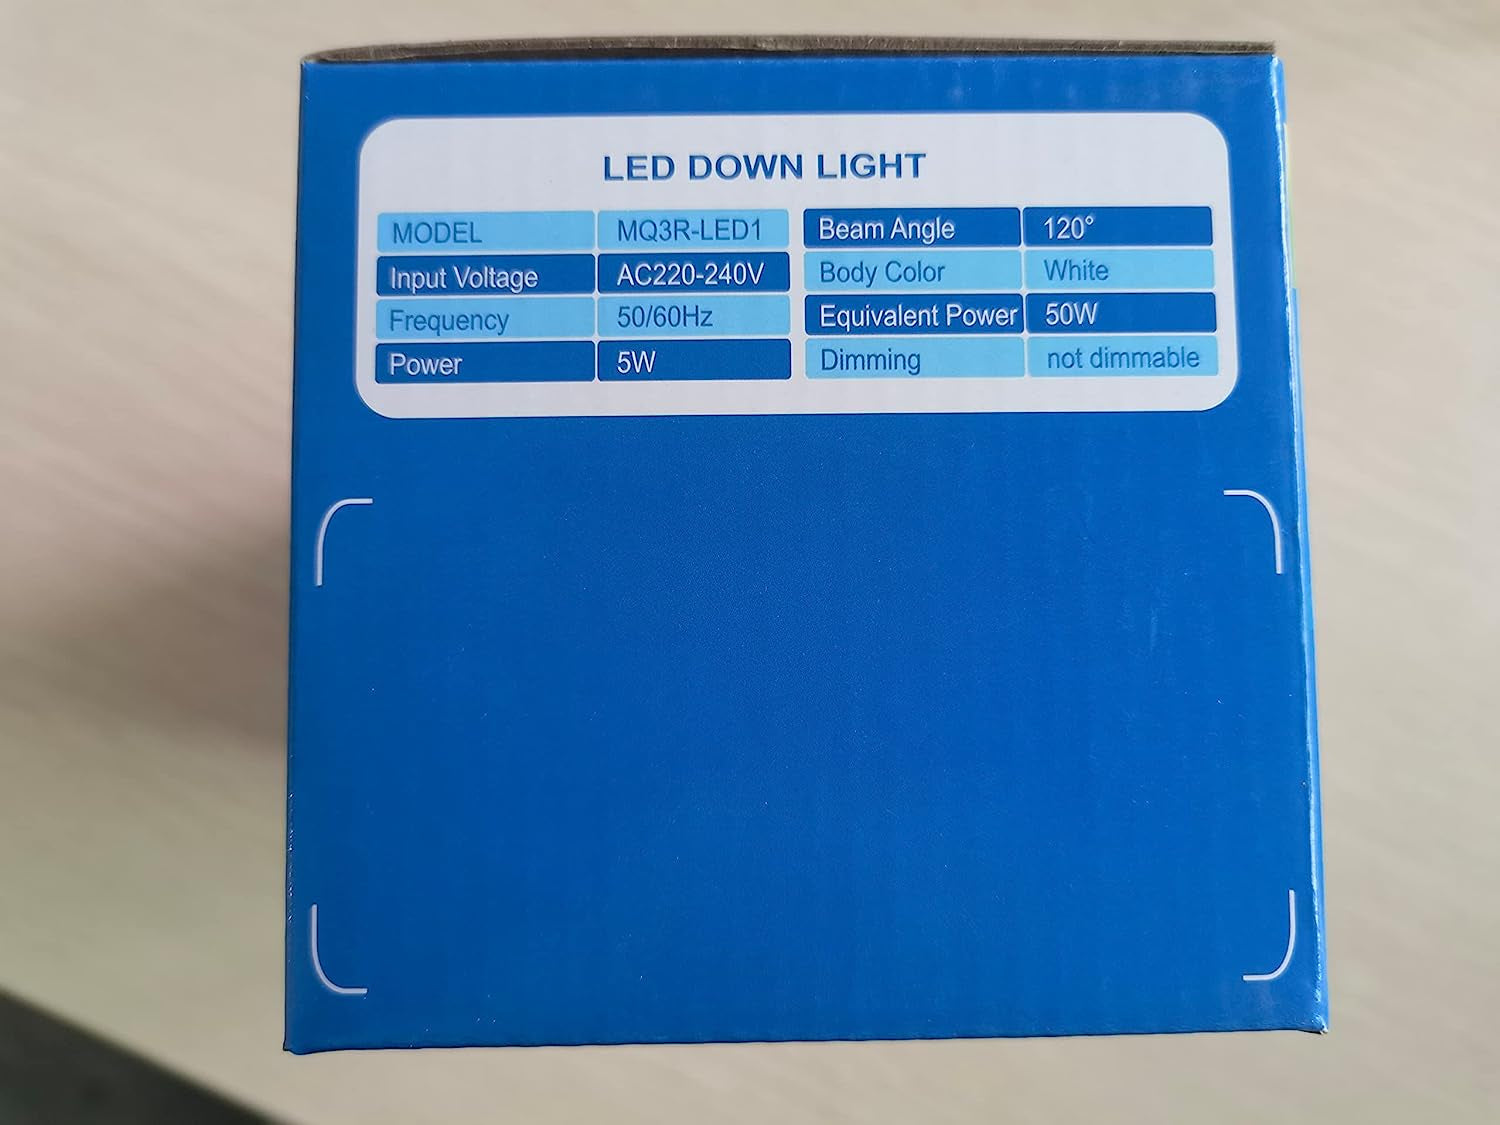 LED DOWN LIGHT
MODEL MQ3R-LED1 Beam Angle 120°
Input Voltage AC220-240V Body Color White
Frequency 50/60Hz Equivalent Power 50W
Power 5W Dimming not dimmable